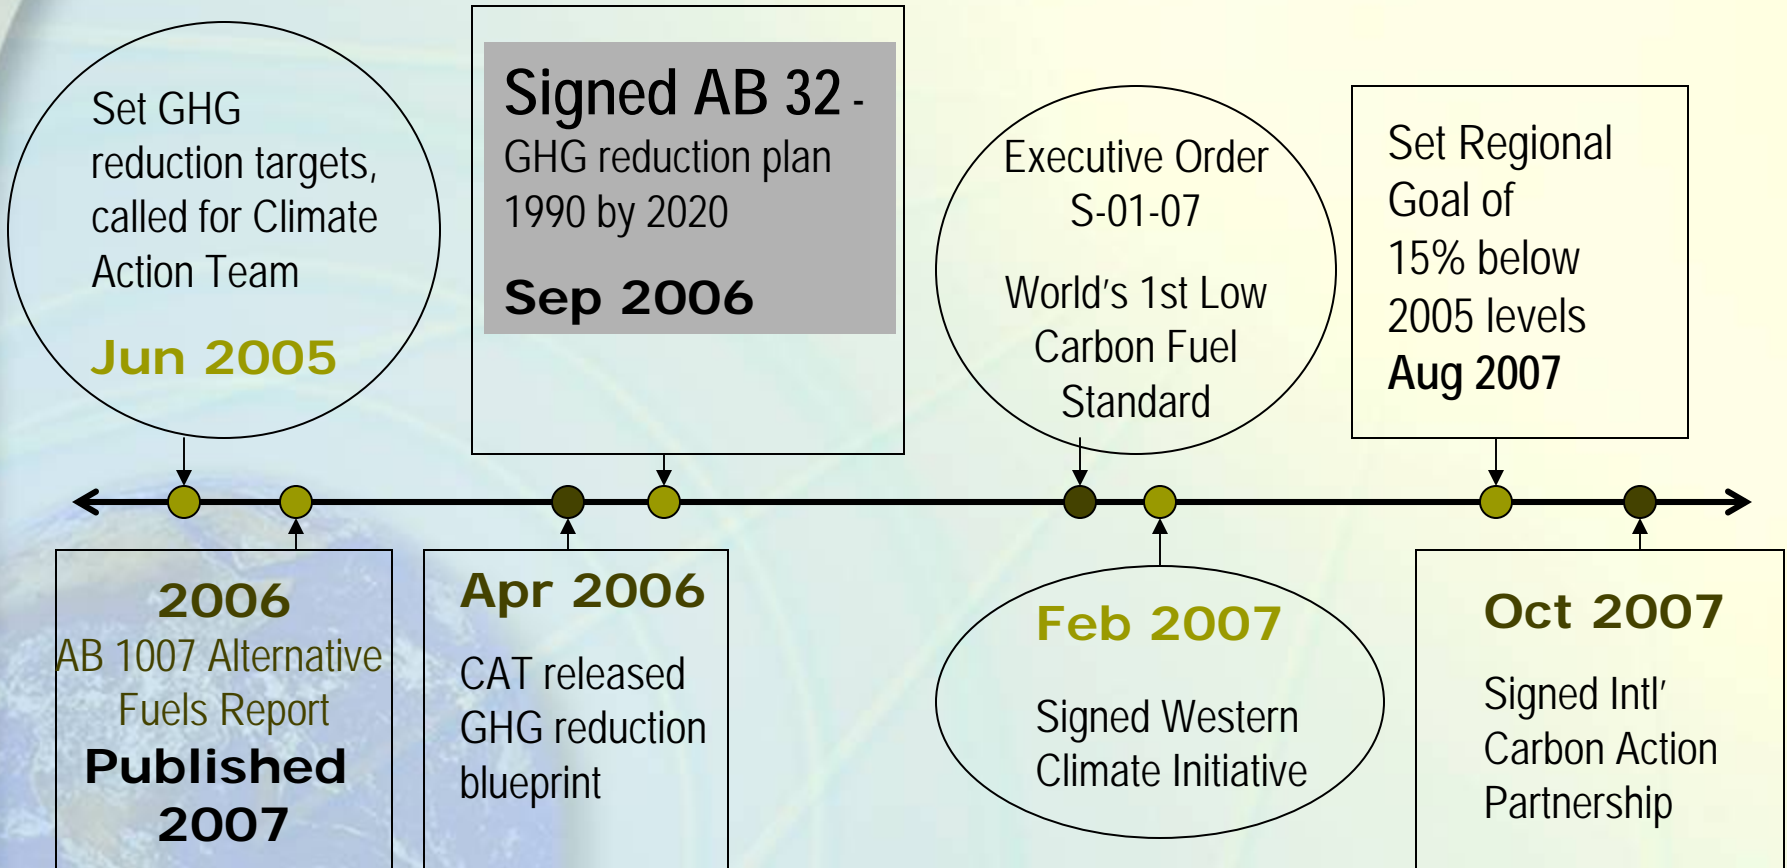 Set GHG
reduction targets,
called for Climate
Action Team
Jun 2005
Signed AB 32 -
GHG reduction plan
1990 by 2020
Sep 2006
Executive Order
S-01-07
World's 1st Low
Carbon Fuel
Standard
Set Regional
Goal of
15% below
2005 levels
Aug 2007
2006
AB 1007 Alternative
Fuels Report
Published
2007
Apr 2006
CAT released
GHG reduction
blueprint
Feb 2007
Signed Western
Climate Initiative
Oct 2007
Signed Intl’
Carbon Action
Partnership